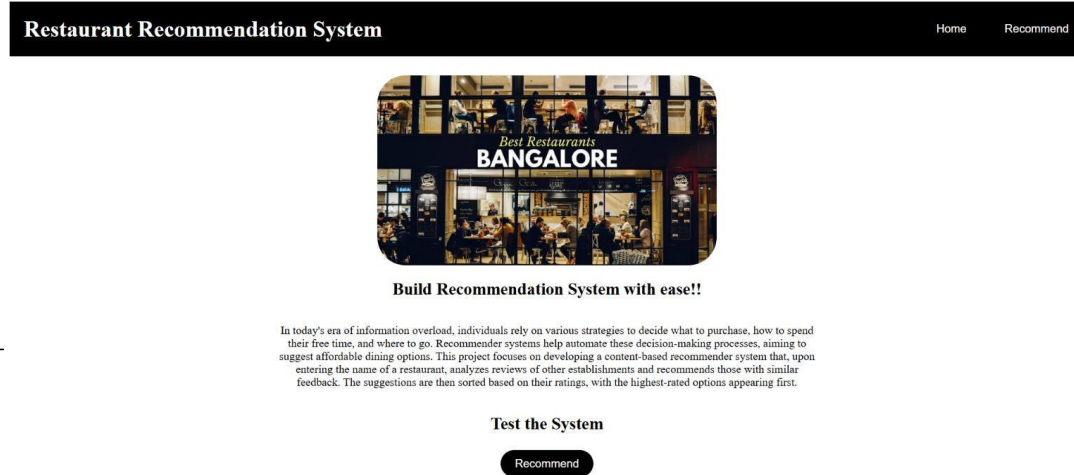 Restaurant Recommendation System
Home Recommend
Best Restaurants
BANGALORE
Build Recommendation System with ease!!
In today's era of information overload, individuals rely on various strategies to decide what to purchase, how to spend
their free time, and where to go. Recommender systems help automate these decision-making processes, aiming to
suggest affordable dining options. This project focuses on developing a content-based recommender system that, upon
entering the name of a restaurant, analyzes reviews of other establishments and recommends those with similar
feedback. The suggestions are then sorted based on their ratings, with the highest-rated options appearing first.
Test the System
Recommend